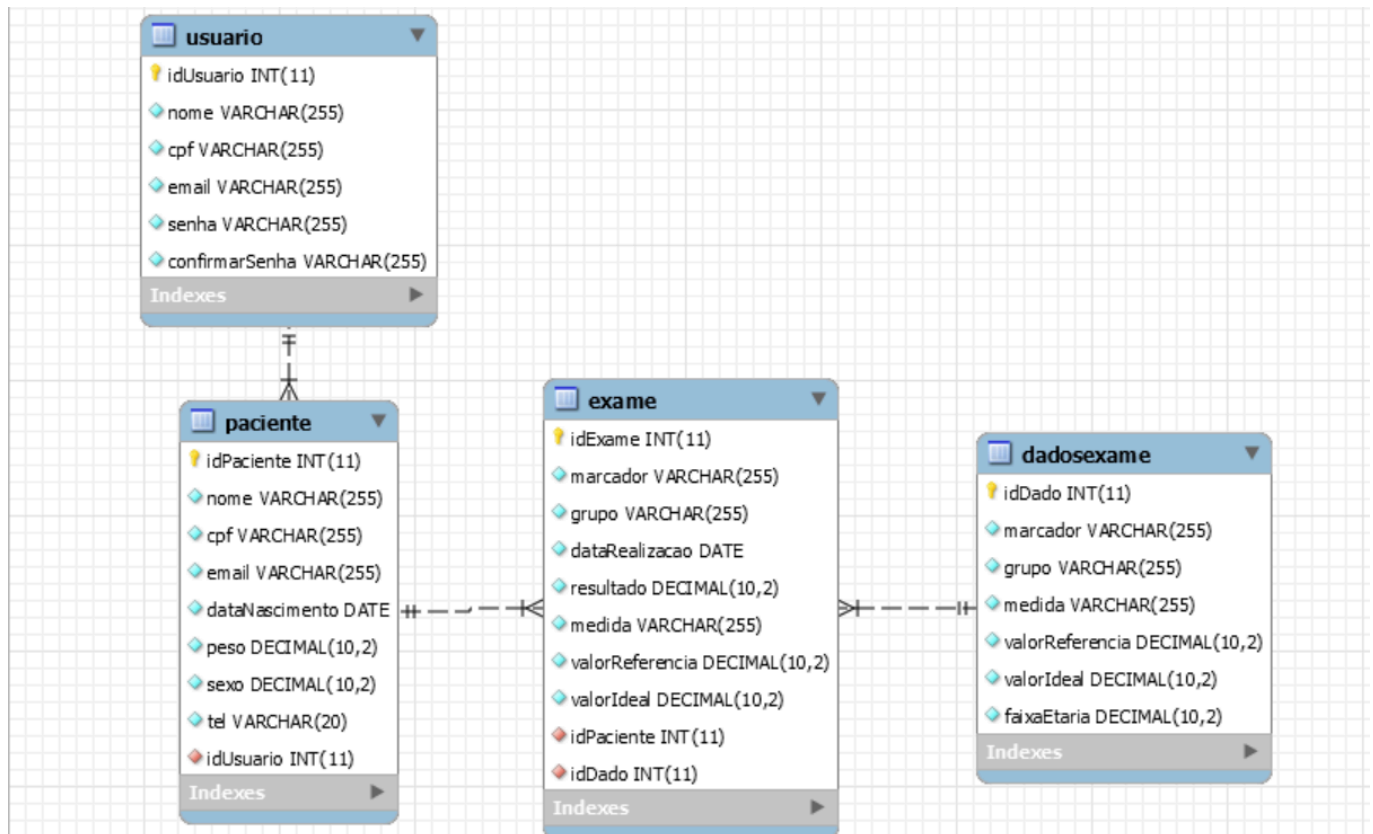 usuario
idUsuario INT(11)
nome VARCHAR(255)
cpf VARCHAR(255)
email VARCHAR(255)
senha VARCHAR(255)
confirmarSenha VARCHAR(255)
Indexes
paciente
idPaciente INT(11)
nome VARCHAR(255)
cpf VARCHAR(255)
email VARCHAR(255)
dataNascimento DATE
peso DECIMAL(10,2)
sexo DECIMAL(10,2)
tel VARCHAR(20)
idUsuario INT(11)
Indexes
exame
idExame INT(11)
marcador VARCHAR(255)
grupo VARCHAR(255)
dataRealizacao DATE
resultado DECIMAL(10,2)
medida VARCHAR(255)
valorReferencia DECIMAL(10,2)
valorIdeal DECIMAL(10,2)
idPaciente INT(11)
idDado INT(11)
Indexes
dadosexame
idDado INT(11)
marcador VARCHAR(255)
grupo VARCHAR(255)
medida VARCHAR(255)
valorReferencia DECIMAL(10,2)
valorIdeal DECIMAL(10,2)
faixaEtaria DECIMAL(10,2)
Indexes